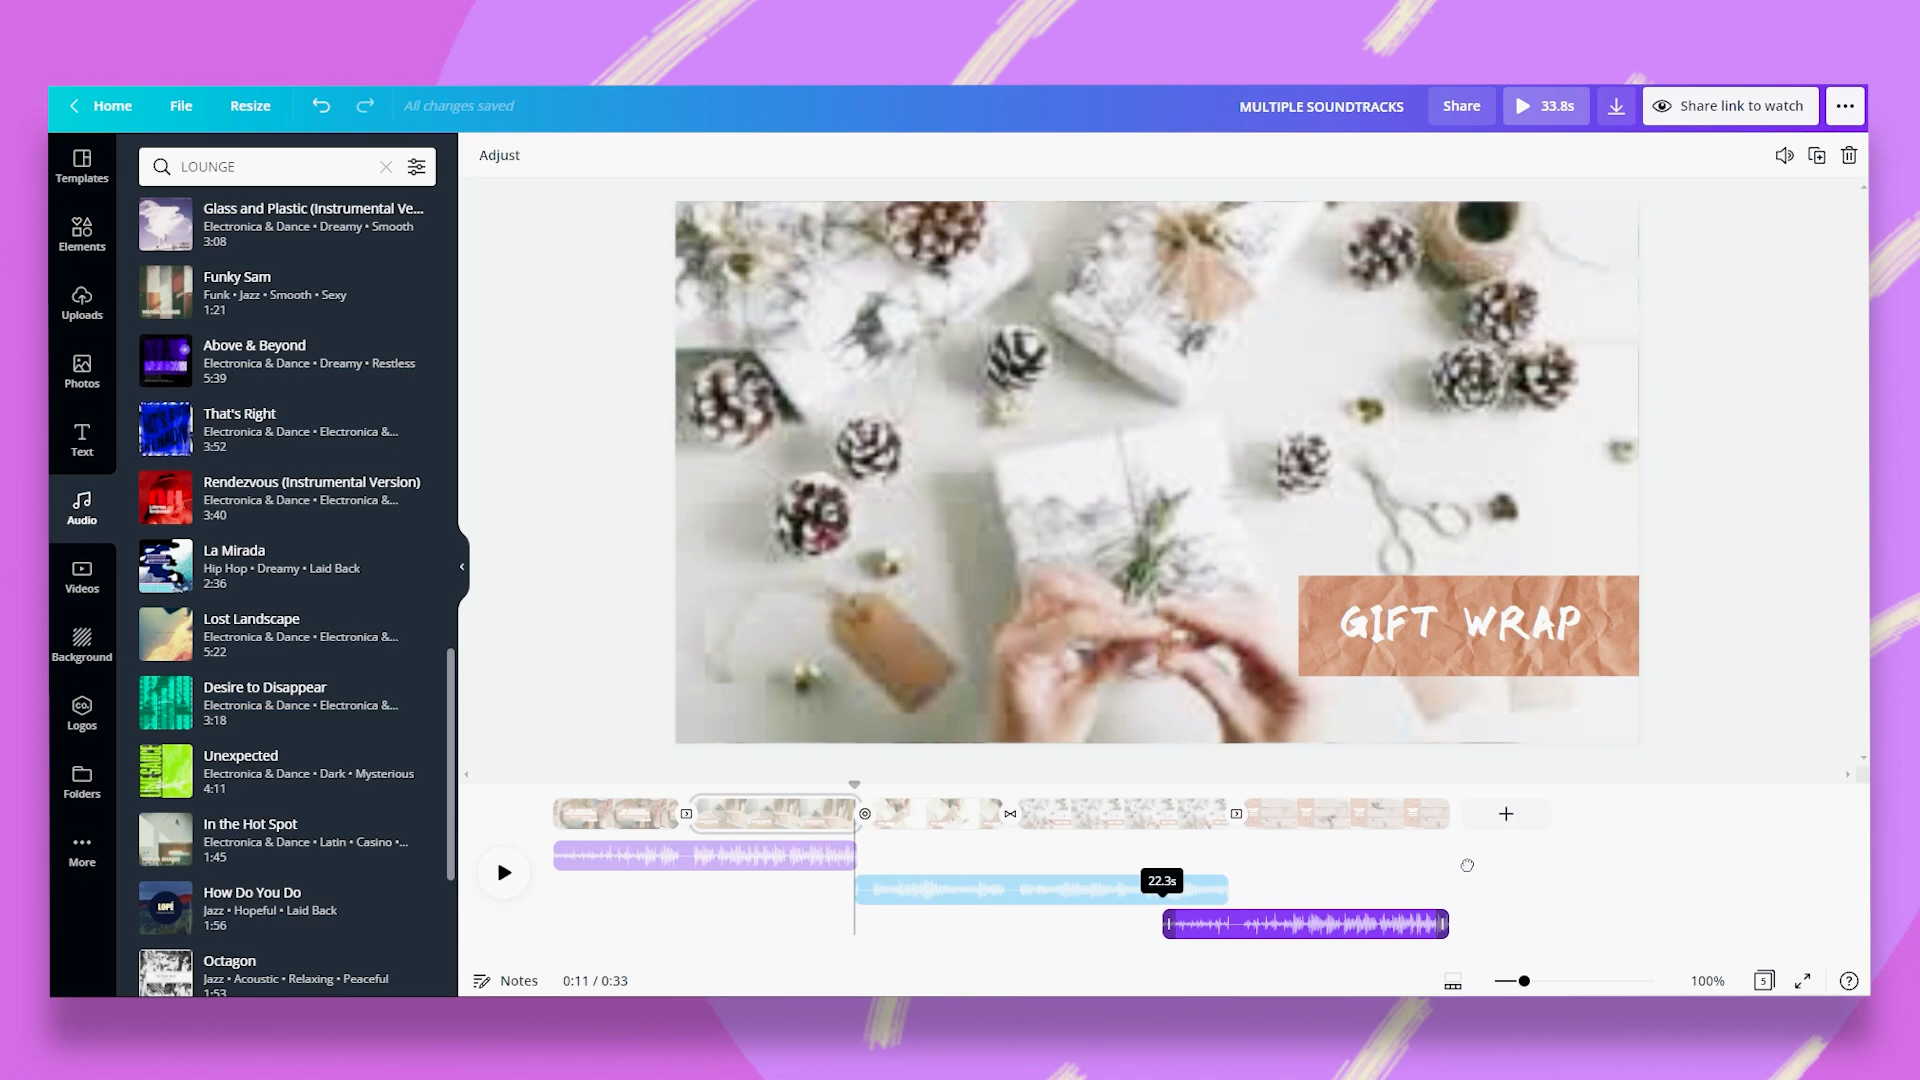 Home
File
Resize
All changes saved
MULTIPLE SOUNDTRACKS
Share
33.8s
Share link to watch
Templates
Elements
Uploads
Photos
Text
Audio
Videos
Background
CO.
Logos
Folders
More
LOUNGE
Glass and Plastic (Instrumental Ve...
Electronica & Dance • Dreamy • Smooth
3:08
Funky Sam
Funk • Jazz • Smooth • Sexy
1:21
Above & Beyond
Electronica & Dance • Dreamy • Restless
5:39
That's Right
Electronica & Dance • Electronica &...
3:52
Rendezvous (Instrumental Version)
Electronica & Dance • Electronica &...
3:40
La Mirada
Hip Hop • Dreamy • Laid Back
2:36
Lost Landscape
Electronica & Dance • Electronica &...
5:22
Desire to Disappear
Electronica & Dance • Electronica &...
3:18
Unexpected
Electronica & Dance • Dark • Mysterious
4:11
In the Hot Spot
Electronica & Dance • Latin • Casino •...
1:45
LOPÉ
How Do You Do
Jazz • Hopeful • Laid Back
1:56
Octagon
Jazz • Acoustic • Relaxing • Peaceful
1:53
Adjust
GIFT WRAP
22.3s
Notes
0:11 / 0:33
100%
5
?